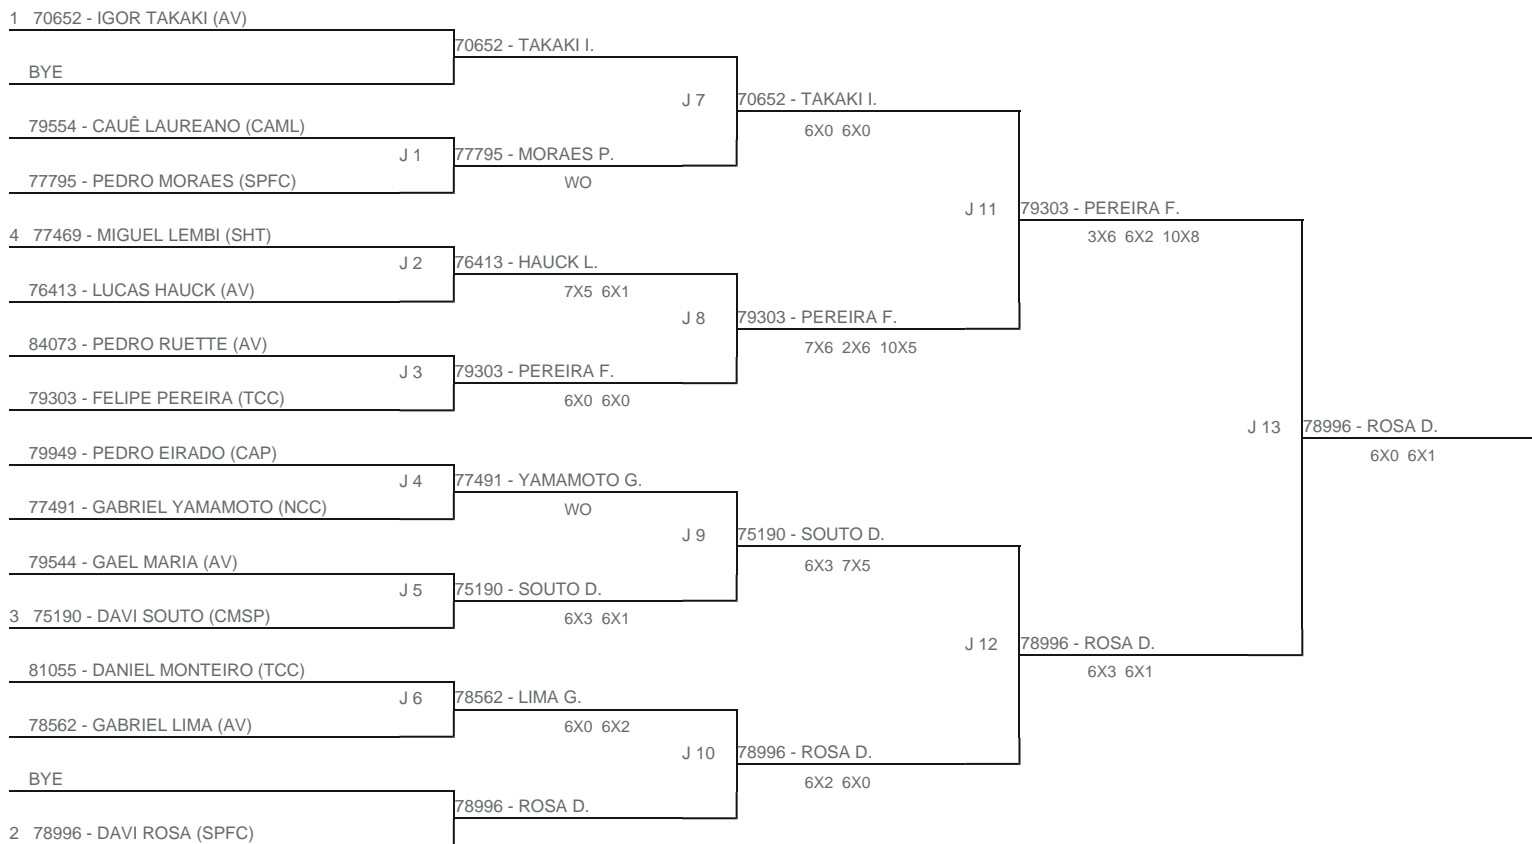 1 70652 - IGOR TAKAKI (AV)
70652 - TAKAKI I.
BYE
J 7
70652 - TAKAKI I.
6X0 6X0
79554 - CAUÊ LAUREANO (CAML)
J 1
77795 - MORAES P.
WO
77795 - PEDRO MORAES (SPFC)
J 11
79303 - PEREIRA F.
3X6 6X2 10X8
4 77469 - MIGUEL LEMBI (SHT)
J 2
76413 - HAUCK L.
7X5 6X1
76413 - LUCAS HAUCK (AV)
J 8
79303 - PEREIRA F.
7X6 2X6 10X5
84073 - PEDRO RUETTE (AV)
J 3
79303 - PEREIRA F.
6X0 6X0
79303 - FELIPE PEREIRA (TCC)
J 13
78996 - ROSA D.
6X0 6X1
79949 - PEDRO EIRADO (CAP)
J 4
77491 - YAMAMOTO G.
WO
77491 - GABRIEL YAMAMOTO (NCC)
J 9
75190 - SOUTO D.
6X3 7X5
79544 - GAEL MARIA (AV)
J 5
75190 - SOUTO D.
6X3 6X1
3 75190 - DAVI SOUTO (CMSP)
J 12
78996 - ROSA D.
6X3 6X1
81055 - DANIEL MONTEIRO (TCC)
J 6
78562 - LIMA G.
6X0 6X2
78562 - GABRIEL LIMA (AV)
J 10
78996 - ROSA D.
6X2 6X0
BYE
78996 - ROSA D.
2 78996 - DAVI ROSA (SPFC)